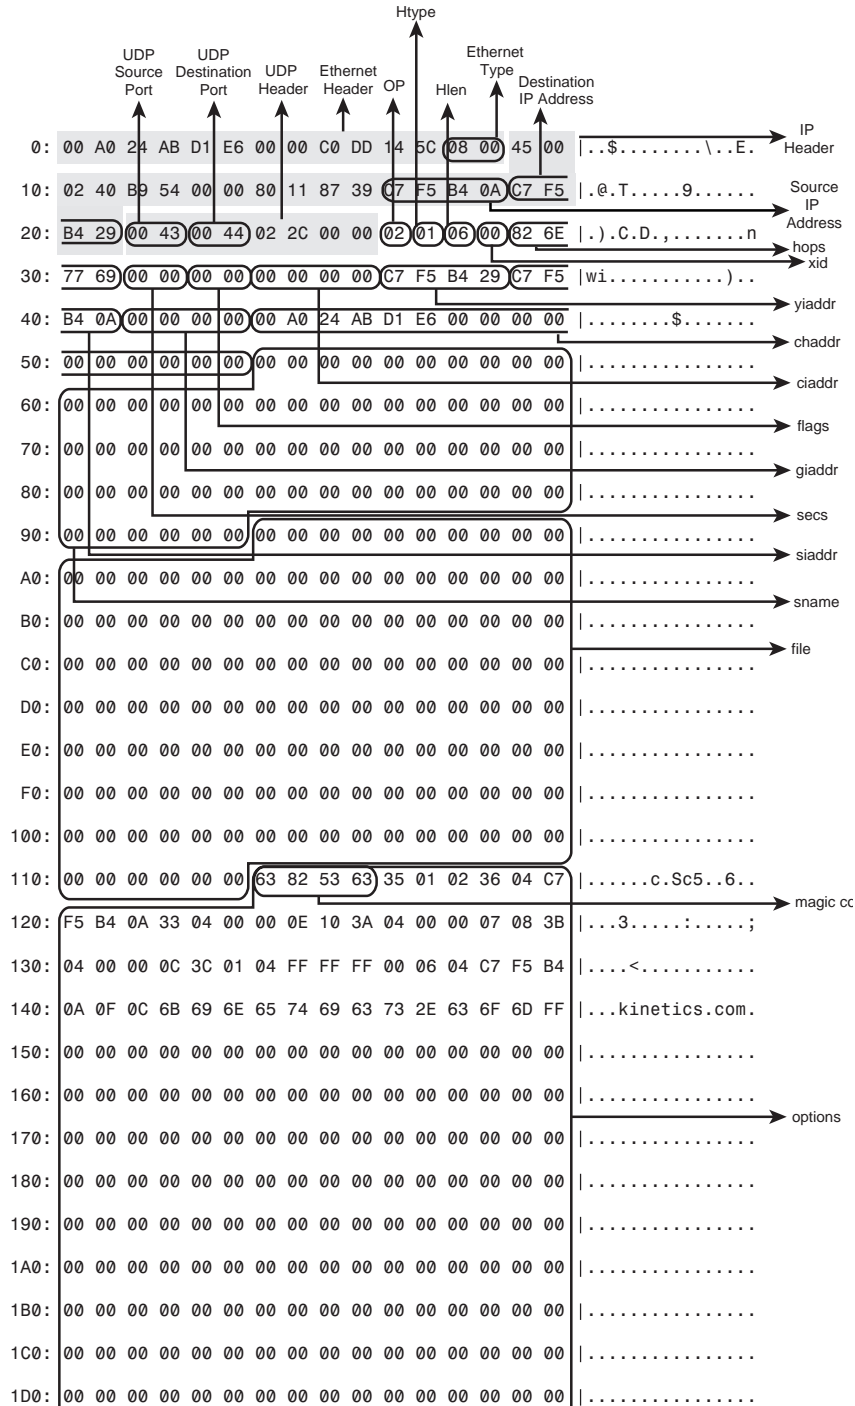 Htype
UDP Source Port
UDP Destination Port
UDP Header
Ethernet Header
OP
Hlen
Ethernet Type
Destination IP Address
0: 00 A0 24 AB D1 E6 00 00 C0 DD 14 5C 08 00 45 00 |..$........\..E.
IP Header
10: 02 40 B9 54 00 00 80 11 87 39 C7 F5 B4 0A C7 F5 |.@.T.....9......
Source IP Address
20: B4 29 00 43 00 44 02 2C 00 00 02 01 06 00 82 6E |.).C.D.,.......n
hops
xid
30: 77 69 00 00 00 00 00 00 00 00 C7 F5 B4 29 C7 F5 |wi...........)..
yiaddr
40: B4 0A 00 00 00 00 00 A0 24 AB D1 E6 00 00 00 00 |........$.......
chaddr
50: 00 00 00 00 00 00 00 00 00 00 00 00 00 00 00 00 |................
ciaddr
60: 00 00 00 00 00 00 00 00 00 00 00 00 00 00 00 00 |................
flags
70: 00 00 00 00 00 00 00 00 00 00 00 00 00 00 00 00 |................
giaddr
80: 00 00 00 00 00 00 00 00 00 00 00 00 00 00 00 00 |................
secs
90: 00 00 00 00 00 00 00 00 00 00 00 00 00 00 00 00 |................
siaddr
A0: 00 00 00 00 00 00 00 00 00 00 00 00 00 00 00 00 |................
sname
B0: 00 00 00 00 00 00 00 00 00 00 00 00 00 00 00 00 |................
file
C0: 00 00 00 00 00 00 00 00 00 00 00 00 00 00 00 00 |................
D0: 00 00 00 00 00 00 00 00 00 00 00 00 00 00 00 00 |................
E0: 00 00 00 00 00 00 00 00 00 00 00 00 00 00 00 00 |................
F0: 00 00 00 00 00 00 00 00 00 00 00 00 00 00 00 00 |................
100: 00 00 00 00 00 00 00 00 00 00 00 00 00 00 00 00 |................
110: 00 00 00 00 00 00 63 82 53 63 35 01 02 36 04 C7 |......c.Sc5..6..
magic co
120: F5 B4 0A 33 04 00 00 0E 10 3A 04 00 00 07 08 3B |...3.....:.....;
130: 04 00 00 0C 3C 01 04 FF FF FF 00 06 04 C7 F5 B4 |....<...........
140: 0A 0F 0C 6B 69 6E 65 74 69 63 73 2E 63 6F 6D FF |...kinetics.com.
150: 00 00 00 00 00 00 00 00 00 00 00 00 00 00 00 00 |................
160: 00 00 00 00 00 00 00 00 00 00 00 00 00 00 00 00 |................
options
170: 00 00 00 00 00 00 00 00 00 00 00 00 00 00 00 00 |................
180: 00 00 00 00 00 00 00 00 00 00 00 00 00 00 00 00 |................
190: 00 00 00 00 00 00 00 00 00 00 00 00 00 00 00 00 |................
1A0: 00 00 00 00 00 00 00 00 00 00 00 00 00 00 00 00 |................
1B0: 00 00 00 00 00 00 00 00 00 00 00 00 00 00 00 00 |................
1C0: 00 00 00 00 00 00 00 00 00 00 00 00 00 00 00 00 |................
1D0: 00 00 00 00 00 00 00 00 00 00 00 00 00 00 00 00 |................